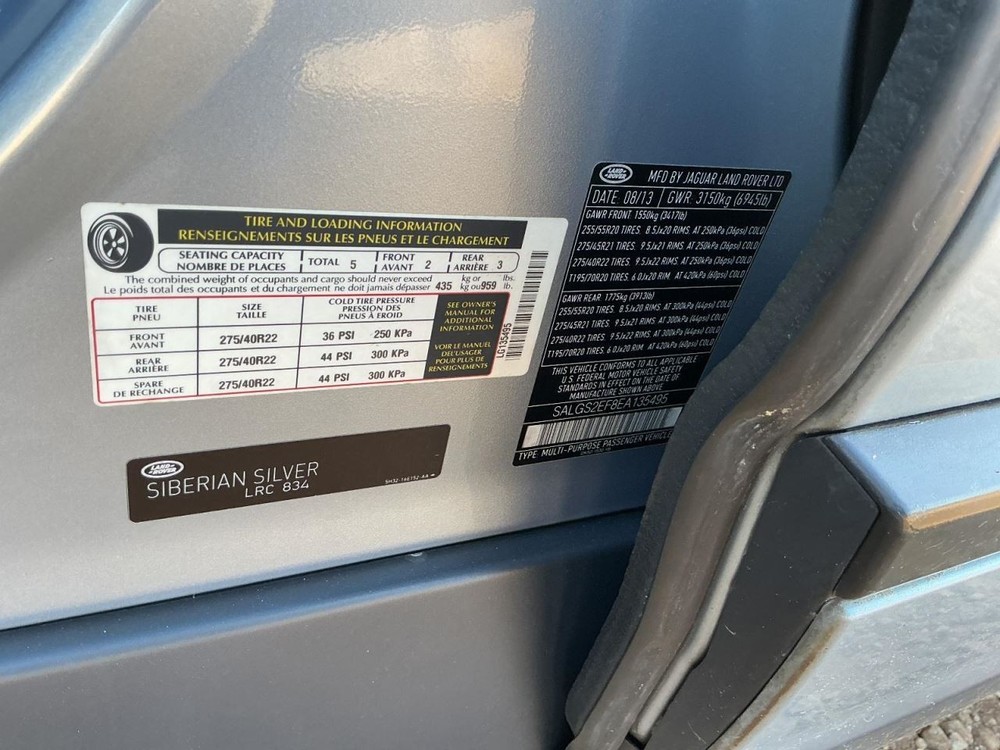 TIRE AND LOADING INFORMATION
RENSEIGNEMENTS SUR LES PNEUS ET LE CHARGEMENT
SEATING CAPACITY
NOMBRE DE PLACES
TOTAL 5
FRONT
AVANT 2
REAR
ARRIÈRE 3
The combined weight of occupants and cargo should never exceed
Le poids total des occupants et du chargement ne doit jamais dépasser
435 kg or kg ou 959 lbs. lb.
TIRE
PNEU
SIZE
TAILLE
COLD TIRE PRESSURE
PRESSION DES
PNEUS À FROID
FRONT
AVANT
275/40R22
36 PSI 250 KPa
REAR
ARRIÈRE
275/40R22
44 PSI 300 KPa
SPARE
DE RECHANGE
275/40R22
44 PSI 300 KPa
SEE OWNER'S
MANUAL FOR
ADDITIONAL
INFORMATION
VOIR LE MANUEL
DE L'USAGER
POUR PLUS DE
RENSEIGNEMENTS
LG135495
LAND ROVER
SIBERIAN SILVER
LRC 834
LAND ROVER
MFD BY JAGUAR LAND ROVER LTD
DATE 08/13 GWR 3150kg (6945lb)
GAWR FRONT 1550kg (3417lb)
255/55R20 TIRES 8.5Jx20 RIMS AT 250kPa (36psi) COLD
275/45R21 TIRES 9.5Jx21 RIMS AT 250kPa (36psi) COLD
275/40R22 TIRES 9.5Jx22 RIMS AT 250kPa (36psi) COLD
T195/70R20 TIRES 6.0Jx20 RIM AT 420kPa (60psi) COLD
GAWR REAR 1775kg (3913lb)
255/55R20 TIRES 8.5Jx20 RIMS AT 300kPa (44psi) COLD
275/45R21 TIRES 9.5Jx21 RIMS AT 300kPa (44psi) COLD
275/40R22 TIRES 9.5Jx22 RIMS AT 300kPa (44psi) COLD
T195/70R20 TIRES 6.0Jx20 RIM AT 420kPa (60psi) COLD
THIS VEHICLE CONFORMS TO ALL APPLICABLE
U.S. FEDERAL MOTOR VEHICLE SAFETY
STANDARDS IN EFFECT ON THE DATE OF
MANUFACTURE SHOWN ABOVE
SALGS2EF8EA135495
TYPE MULTI-PURPOSE PASSENGER VEHICLE